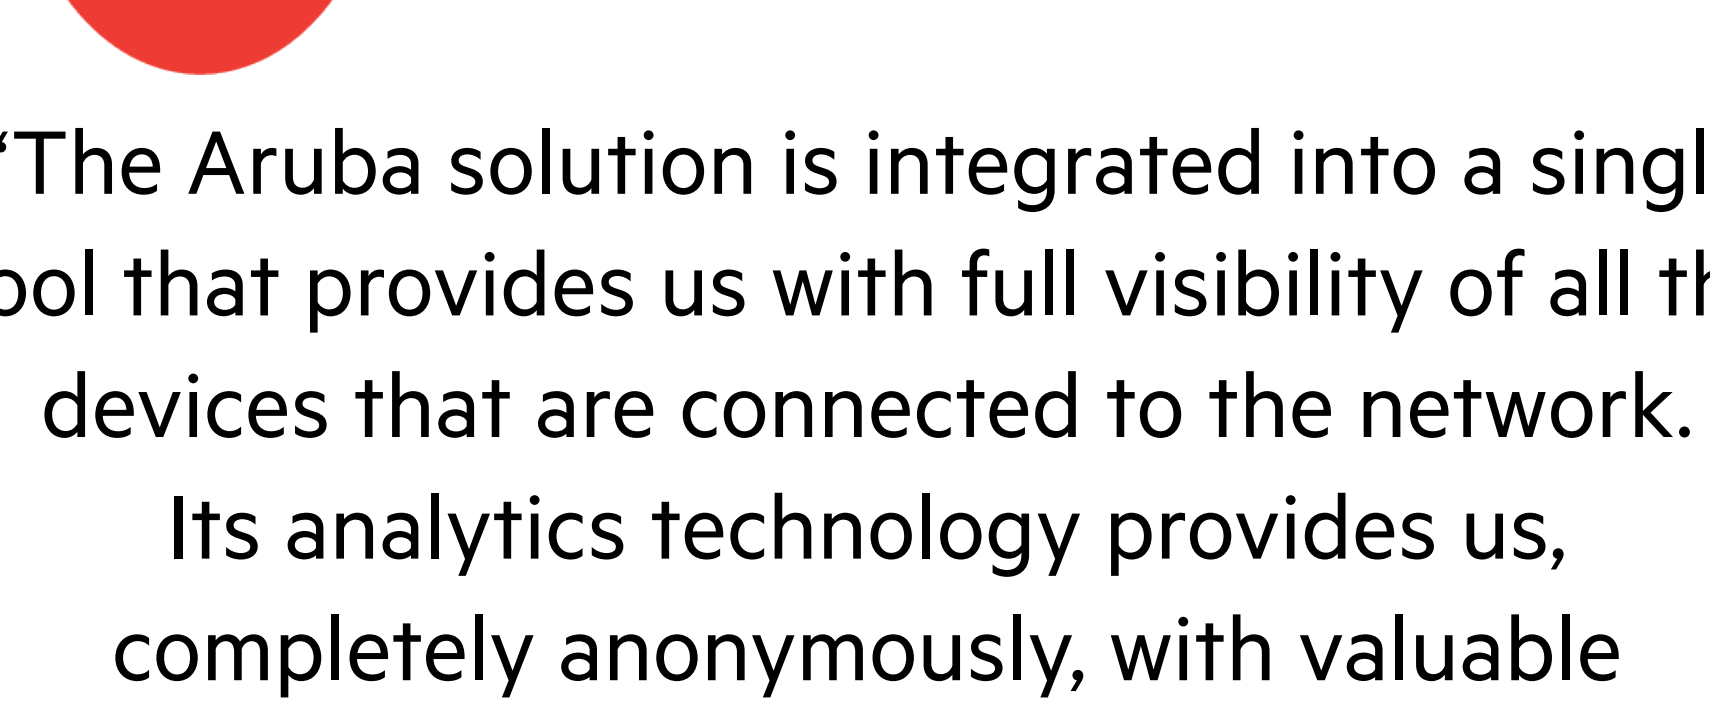 “The Aruba solution is integrated into a singl
ool that provides us with full visibility of all th
devices that are connected to the network.
Its analytics technology provides us,
completely anonymously, with valuable